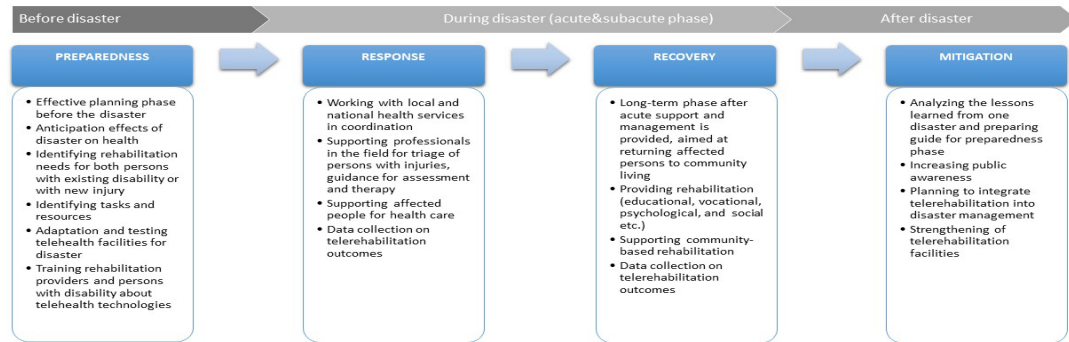 Before disaster
During disaster (acute&subacute phase)
After disaster
PREPAREDNESS
• Effective planning phase
before the disaster
• Anticipation effects of
disaster on health
• Identifying rehabilitation
needs for both persons
with existing disability or
with new injury
• Identifying tasks and
resources
• Adaptation and testing
telehealth facilities for
disaster
• Training rehabilitation
providers and persons
with disability about
telehealth technologies
RESPONSE
• Working with local and
national health services
in coordination
• Supporting professionals
in the field for triage of
persons with injuries,
guidance for assessment
and therapy
• Supporting affected
people for health care
• Data collection on
telerehabilitation
outcomes
RECOVERY
• Long-term phase after
acute support and
management is
provided, aimed at
returning affected
persons to community
living
• Providing rehabilitation
(educational, vocational,
psychological, and social
etc.)
• Supporting community-
based rehabilitation
• Data collection on
telerehabilitation
outcomes
MITIGATION
• Analyzing the lessons
learned from one
disaster and preparing
guide for preparedness
phase
• Increasing public
awareness
• Planning to integrate
telerehabilitation into
disaster management
• Strengthening of
telerehabilitation
facilities